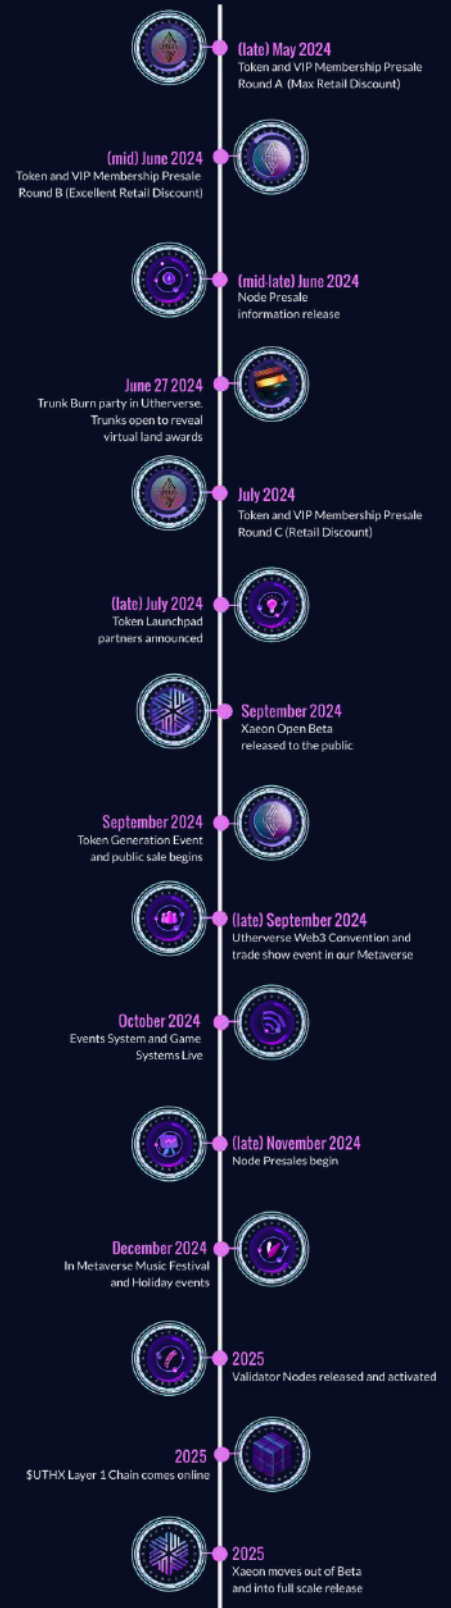 (late) May 2024
Token and VIP Membership Presale
Round A (Max Retail Discount)
(mid) June 2024
Token and VIP Membership Presale
Round B (Excellent Retail Discount)
(mid-late) June 2024
Node Presale
information release
June 27 2024
Trunk Burn party in Utherverse.
Trunks open to reveal
virtual land awards
July 2024
Token and VIP Membership Presale
Round C (Retail Discount)
(late) July 2024
Token Launchpad
partners announced
September 2024
Xaeon Open Beta
released to the public
September 2024
Token Generation Event
and public sale begins
(late) September 2024
Utherverse Web3 Convention and
trade show event in our Metaverse
October 2024
Events System and Game
Systems Live
(late) November 2024
Node Presales begin
December 2024
In Metaverse Music Festival
and Holiday events
2025
Validator Nodes released and activated
2025
$UTHX Layer 1 Chain comes online
2025
Xaeon moves out of Beta
and into full scale release